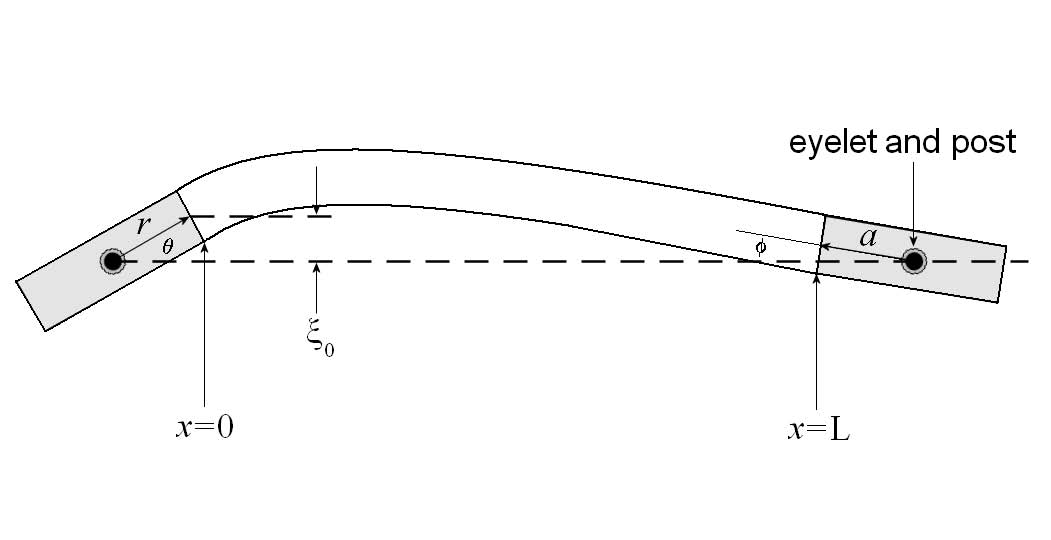 eyelet and post
r
θ
a
ϕ
ξ₀
x=0
x=L